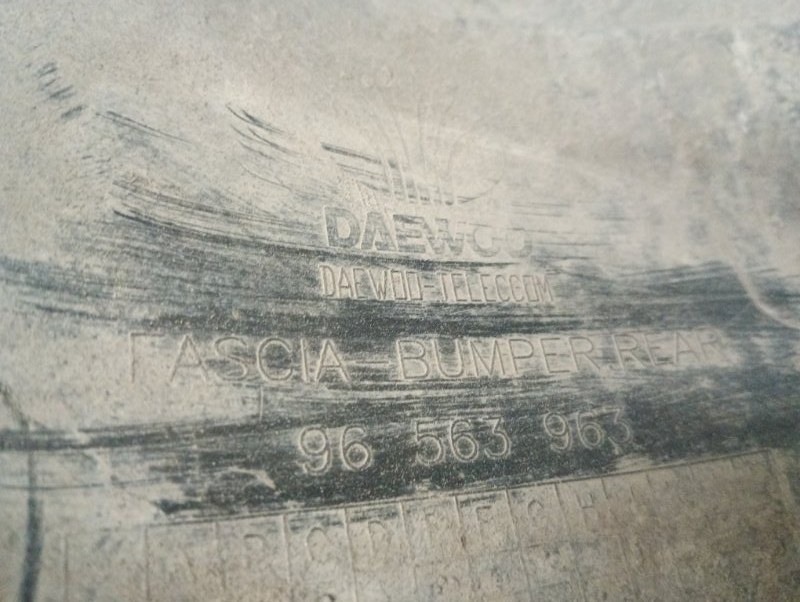 DAEWOO
DAEWOO-TELECOM
FASCIA-BUMPER.REAR
96 563 963
A B C D E F G H